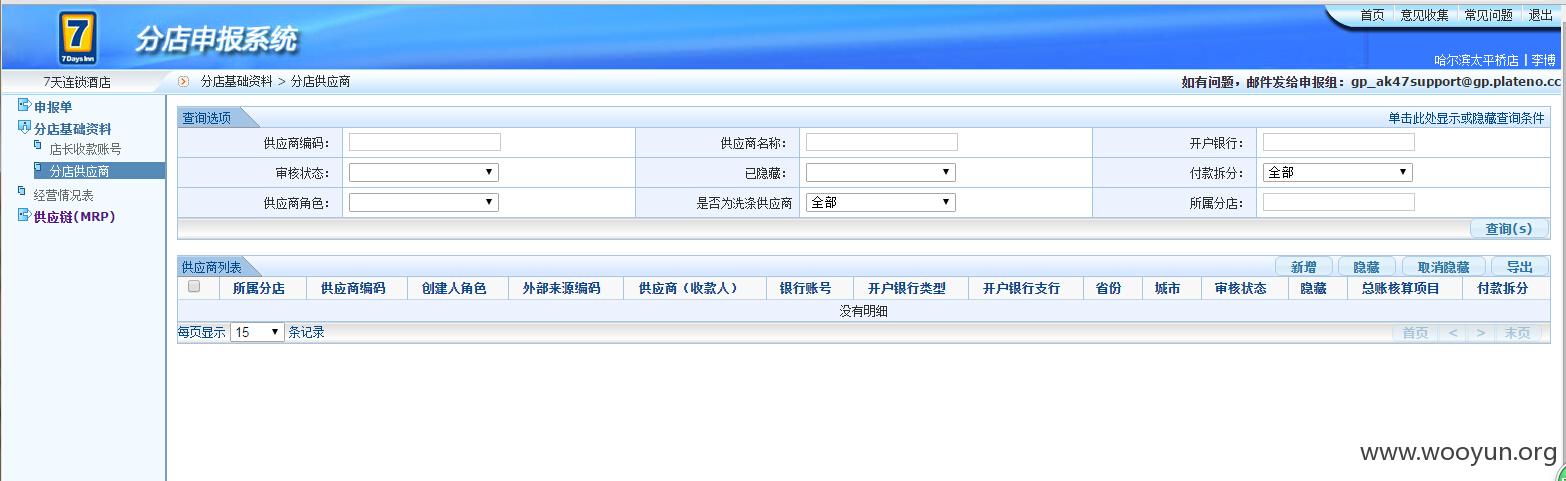 首页 意见收集 常见问题 退出
7
7 Days Inn
分店申报系统
哈尔滨太平桥店 | 李博
7天连锁酒店
分店基础资料 > 分店供应商
如有问题，邮件发给申报组：gp_ak47support@gp.plateno.cc
申报单
分店基础资料
店长收款账号
分店供应商
经营情况表
供应链(MRP)
查询选项
单击此处显示或隐藏查询条件
供应商编码： 供应商名称： 开户银行：
审核状态： 已隐藏： 付款拆分： 全部
供应商角色： 是否为洗涤供应商 全部 所属分店：
查询(s)
供应商列表 新增 隐藏 取消隐藏 导出
所属分店 供应商编码 创建人角色 外部来源编码 供应商（收款人） 银行账号 开户银行类型 开户银行支行 省份 城市 审核状态 隐藏 总账核算项目 付款拆分
没有明细
每页显示 15 条记录 首页 < > 末页
www.wooyun.org